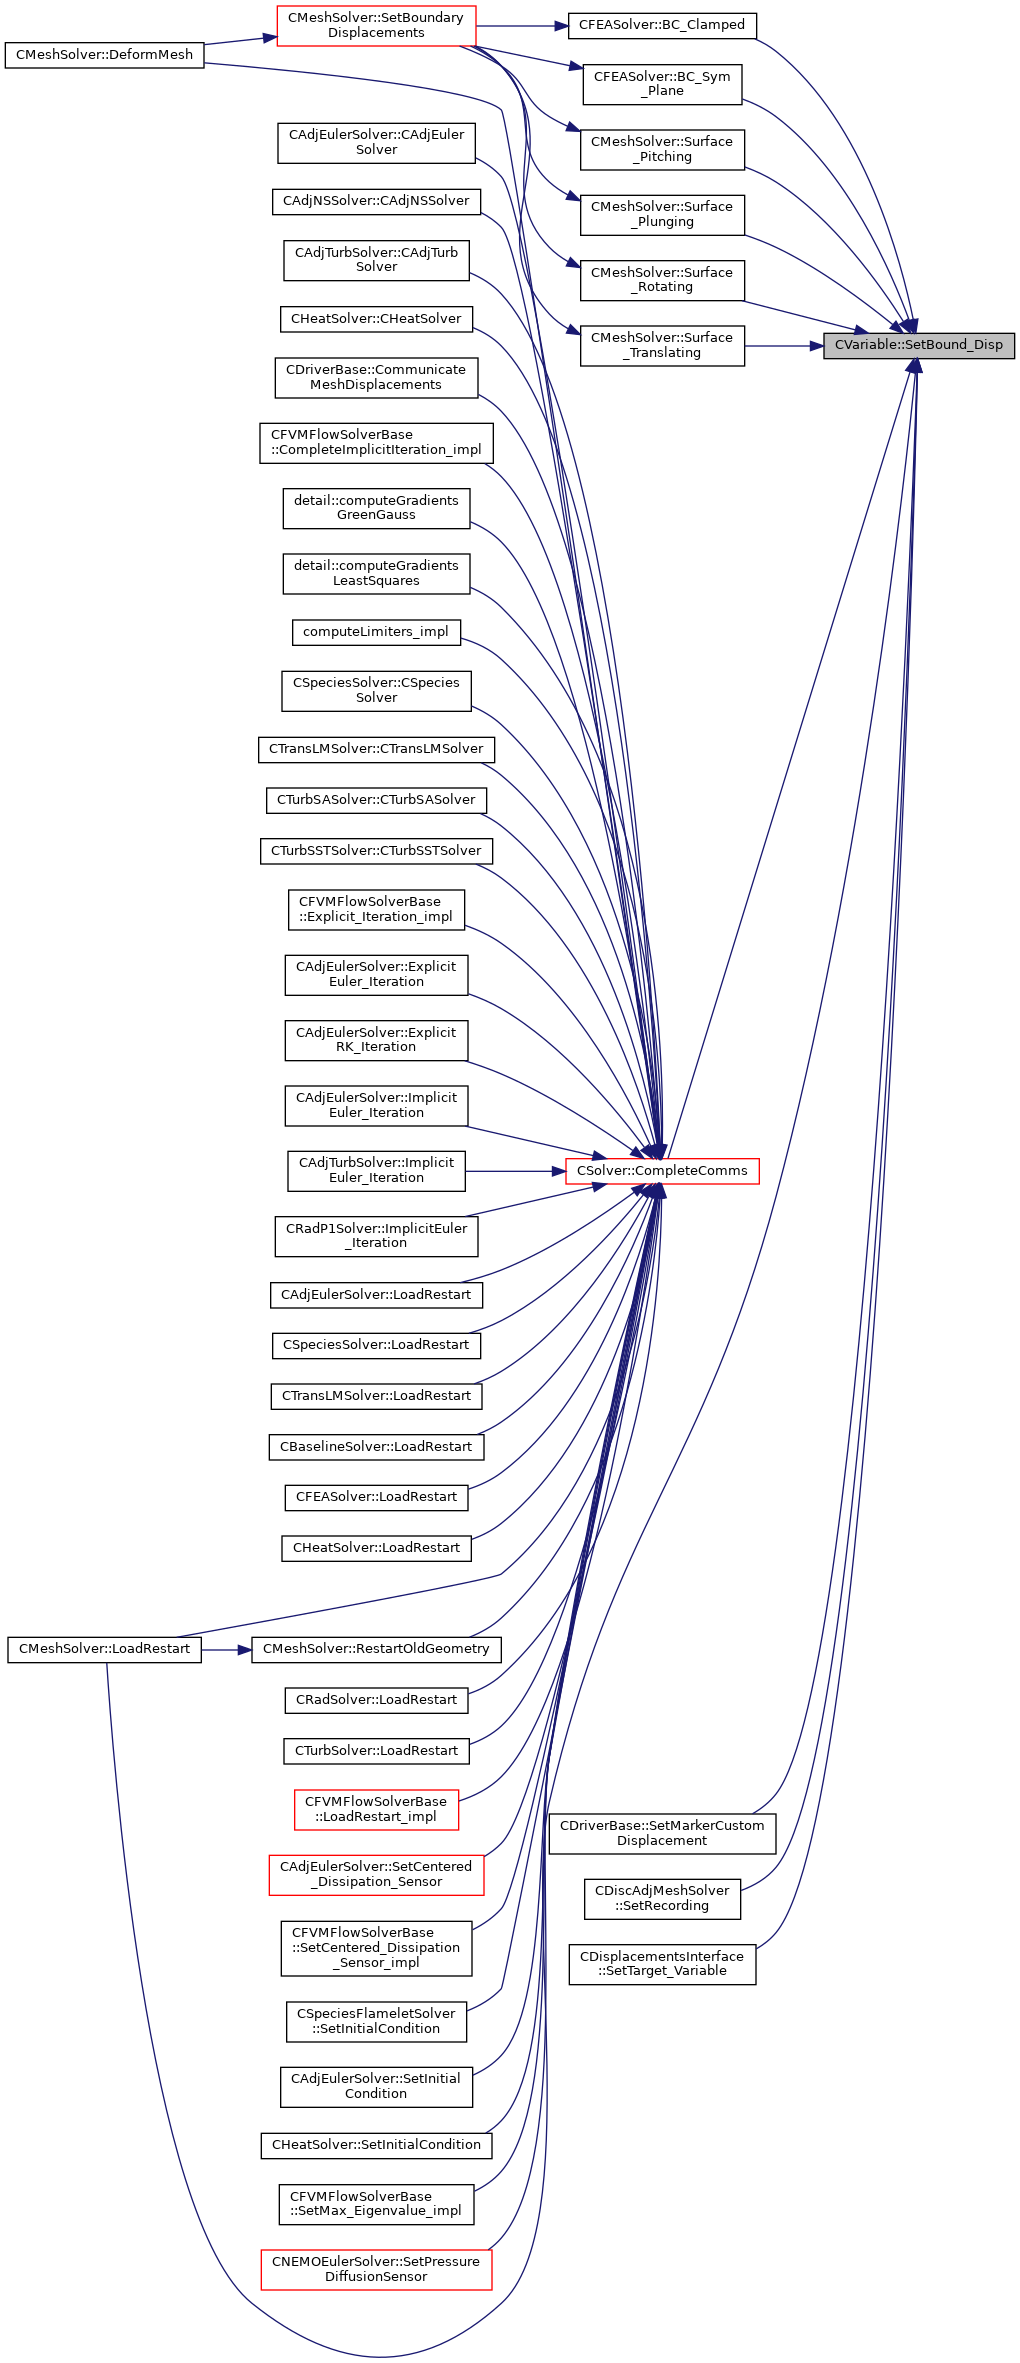 CMeshSolver::SetBoundary
Displacements
CFEASolver::BC_Clamped
CMeshSolver::DeformMesh
CFEASolver::BC_Sym
_Plane
CAdjEulerSolver::CAdjEuler
Solver
CMeshSolver::Surface
_Pitching
CAdjNSSolver::CAdjNSSolver
CMeshSolver::Surface
_Plunging
CAdjTurbSolver::CAdjTurb
Solver
CMeshSolver::Surface
_Rotating
CHeatSolver::CHeatSolver
CMeshSolver::Surface
_Translating
CVariable::SetBound_Disp
CDriverBase::Communicate
MeshDisplacements
CFVMFlowSolverBase
::CompleteImplicitIteration_impl
detail::computeGradients
GreenGauss
detail::computeGradients
LeastSquares
computeLimiters_impl
CSpeciesSolver::CSpecies
Solver
CTransLMSolver::CTransLMSolver
CTurbSASolver::CTurbSASolver
CTurbSSTSolver::CTurbSSTSolver
CFVMFlowSolverBase
::Explicit_Iteration_impl
CAdjEulerSolver::Explicit
Euler_Iteration
CAdjEulerSolver::Explicit
RK_Iteration
CAdjEulerSolver::Implicit
Euler_Iteration
CAdjTurbSolver::Implicit
Euler_Iteration
CSolver::CompleteComms
CRadP1Solver::ImplicitEuler
_Iteration
CAdjEulerSolver::LoadRestart
CSpeciesSolver::LoadRestart
CTransLMSolver::LoadRestart
CBaselineSolver::LoadRestart
CFEASolver::LoadRestart
CHeatSolver::LoadRestart
CMeshSolver::LoadRestart
CMeshSolver::RestartOldGeometry
CRadSolver::LoadRestart
CTurbSolver::LoadRestart
CFVMFlowSolverBase
::LoadRestart_impl
CDriverBase::SetMarkerCustom
Displacement
CAdjEulerSolver::SetCentered
_Dissipation_Sensor
CDiscAdjMeshSolver
::SetRecording
CFVMFlowSolverBase
::SetCentered_Dissipation
_Sensor_impl
CDisplacementsInterface
::SetTarget_Variable
CSpeciesFlameletSolver
::SetInitialCondition
CAdjEulerSolver::SetInitial
Condition
CHeatSolver::SetInitialCondition
CFVMFlowSolverBase
::SetMax_Eigenvalue_impl
CNEMOEulerSolver::SetPressure
DiffusionSensor